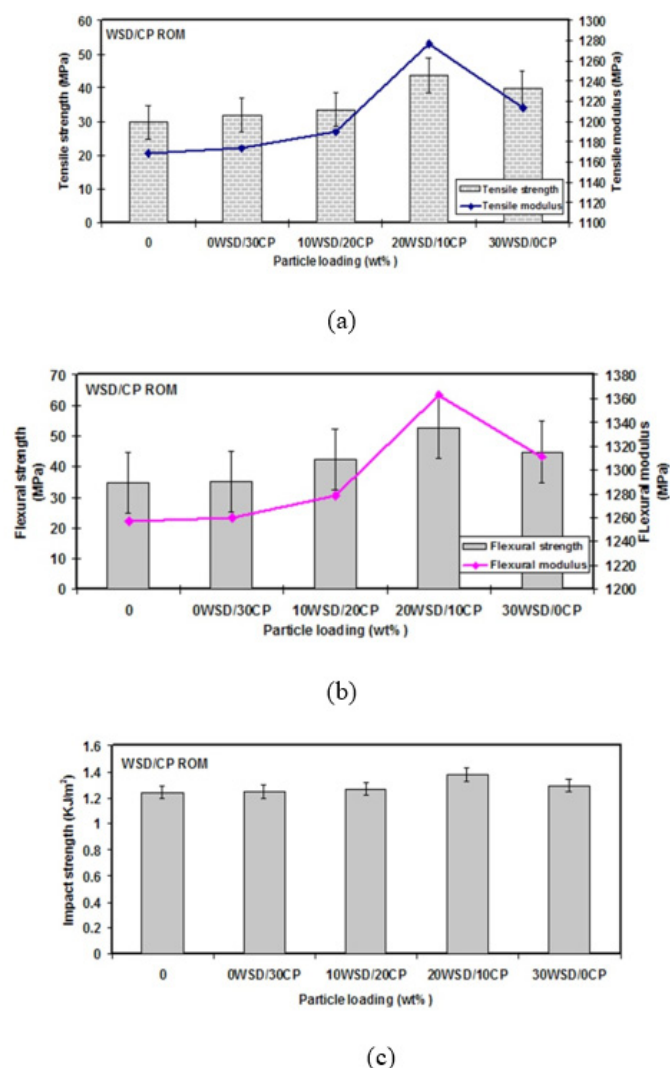 WSD/CP ROM
Tensile strength (MPa)
60
50
40
30
20
10
0
1300
1280
1260
1240
1220
1200
1180
1160
1140
1120
1100
Tensile modulus (MPa)
Tensile strength
Tensile modulus
0 0WSD/30CP 10WSD/20CP 20WSD/10CP 30WSD/0CP
Particle loading (wt% )
(a)
WSD/CP ROM
Flexural strength
(MPa)
70
60
50
40
30
20
10
0
1380
1360
1340
1320
1300
1280
1260
1240
1220
1200
FLexural modulus
(MPa)
Flexural strength
Flexural modulus
0 0WSD/30CP 10WSD/20CP 20WSD/10CP 30WSD/0CP
Particle loading (wt% )
(b)
WSD/CP ROM
Impact strength (KJ/m²)
1.6
1.4
1.2
1
0.8
0.6
0.4
0.2
0
0 0WSD/30CP 10WSD/20CP 20WSD/10CP 30WSD/0CP
Particle loading (wt% )
(c)